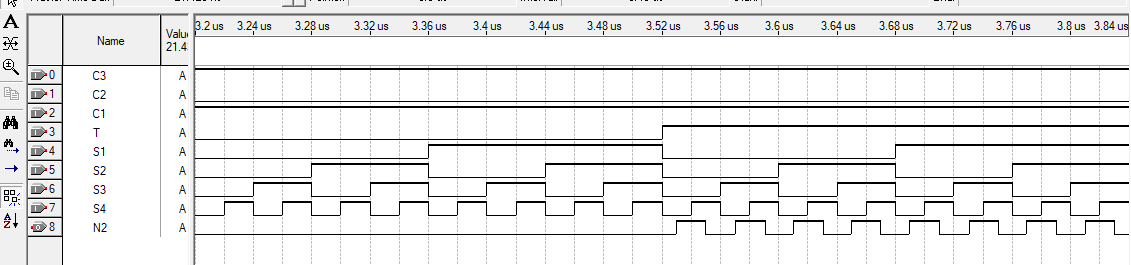 Name
Value
21.4
3.2 us 3.24 us 3.28 us 3.32 us 3.36 us 3.4 us 3.44 us 3.48 us 3.52 us 3.56 us 3.6 us 3.64 us 3.68 us 3.72 us 3.76 us 3.8 us 3.84 us
0 C3 A
1 C2 A
2 C1 A
3 T A
4 S1 A
5 S2 A
6 S3 A
7 S4 A
8 N2 A